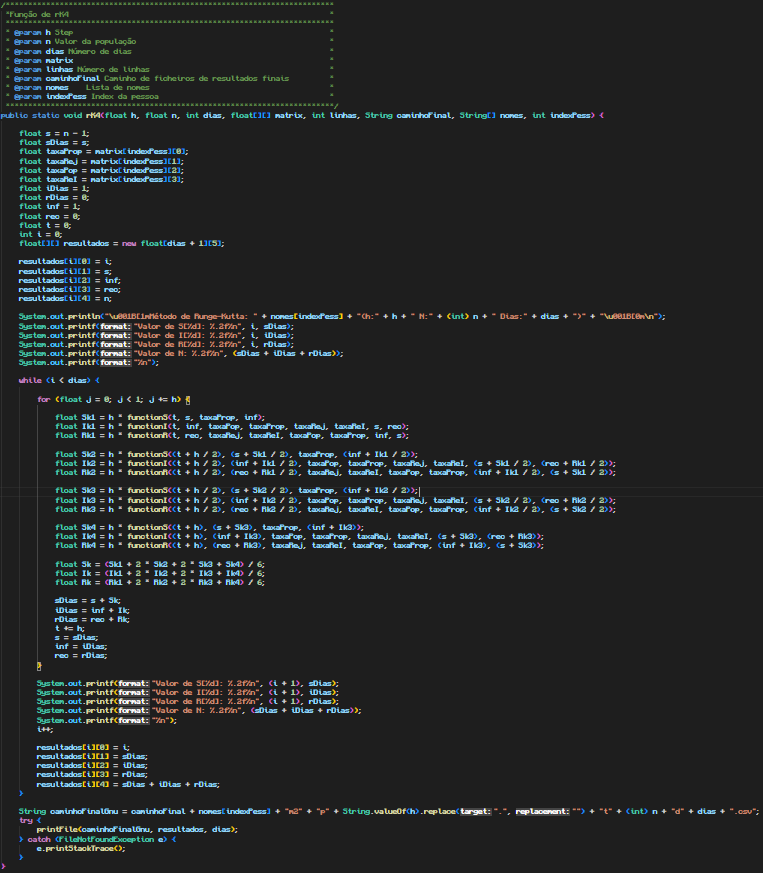 /*************************************************************************
 *função de rK4 *
 *************************************************************************
 * @param h Step *
 * @param n Valor da população *
 * @param dias Número de dias *
 * @param matrix *
 * @param linhas Número de linhas *
 * @param caminhoFinal Caminho de ficheiros de resultados finais *
 * @param nomes Lista de nomes *
 * @param indexPess Index da pessoa *
 *************************************************************************/
public static void rK4(float h, float n, int dias, float[][] matrix, int linhas, String caminhoFinal, String[] nomes, int indexPess) {
float s = n - 1;
float sDias = s;
float taxaProp = matrix[indexPess][0];
float taxaRej = matrix[indexPess][1];
float taxaPop = matrix[indexPess][2];
float taxaReI = matrix[indexPess][3];
float iDias = 1;
float rDias = 0;
float inf = 1;
float rec = 0;
float t = 0;
int i = 0;
float[][] resultados = new float[dias + 1][5];
resultados[i][0] = i;
resultados[i][1] = s;
resultados[i][2] = inf;
resultados[i][3] = rec;
resultados[i][4] = n;
System.out.println("\u001B[1mMétodo de Runge-Kutta: " + nomes[indexPess] + "(h:" + h + " N:" + (int) n + " Dias:" + dias + ")" + "\u001B[0m\n");
System.out.printf(format: "Valor de S[%d]: %.2f%n", i, sDias);
System.out.printf(format: "Valor de I[%d]: %.2f%n", i, iDias);
System.out.printf(format: "Valor de R[%d]: %.2f%n", i, rDias);
System.out.printf(format: "Valor de N: %.2f%n", (sDias + iDias + rDias));
System.out.printf(format: "%n");
while (i < dias) {
for (float j = 0; j < 1; j += h) {
float Sk1 = h * functionS(t, s, taxaProp, inf);
float Ik1 = h * functionI(t, inf, taxaPop, taxaProp, taxaRej, taxaReI, s, rec);
float Rk1 = h * functionR(t, rec, taxaRej, taxaReI, taxaPop, taxaProp, inf, s);
float Sk2 = h * functionS((t + h / 2), (s + Sk1 / 2), taxaProp, (inf + Ik1 / 2));
float Ik2 = h * functionI((t + h / 2), (inf + Ik1 / 2), taxaPop, taxaProp, taxaRej, taxaReI, (s + Sk1 / 2), (rec + Rk1 / 2));
float Rk2 = h * functionR((t + h / 2), (rec + Rk1 / 2), taxaRej, taxaReI, taxaPop, taxaProp, (inf + Ik1 / 2), (s + Sk1 / 2));
float Sk3 = h * functionS((t + h / 2), (s + Sk2 / 2), taxaProp, (inf + Ik2 / 2));
float Ik3 = h * functionI((t + h / 2), (inf + Ik2 / 2), taxaPop, taxaProp, taxaRej, taxaReI, (s + Sk2 / 2), (rec + Rk2 / 2));
float Rk3 = h * functionR((t + h / 2), (rec + Rk2 / 2), taxaRej, taxaReI, taxaPop, taxaProp, (inf + Ik2 / 2), (s + Sk2 / 2));
float Sk4 = h * functionS((t + h), (s + Sk3), taxaProp, (inf + Ik3));
float Ik4 = h * functionI((t + h), (inf + Ik3), taxaPop, taxaProp, taxaRej, taxaReI, (s + Sk3), (rec + Rk3));
float Rk4 = h * functionR((t + h), (rec + Rk3), taxaRej, taxaReI, taxaPop, taxaProp, (inf + Ik3), (s + Sk3));
float Sk = (Sk1 + 2 * Sk2 + 2 * Sk3 + Sk4) / 6;
float Ik = (Ik1 + 2 * Ik2 + 2 * Ik3 + Ik4) / 6;
float Rk = (Rk1 + 2 * Rk2 + 2 * Rk3 + Rk4) / 6;
sDias = s + Sk;
iDias = inf + Ik;
rDias = rec + Rk;
t += h;
s = sDias;
inf = iDias;
rec = rDias;
}
System.out.printf(format: "Valor de S[%d]: %.2f%n", (i + 1), sDias);
System.out.printf(format: "Valor de I[%d]: %.2f%n", (i + 1), iDias);
System.out.printf(format: "Valor de R[%d]: %.2f%n", (i + 1), rDias);
System.out.printf(format: "Valor de N: %.2f%n", (sDias + iDias + rDias));
System.out.printf(format: "%n");
i++;
resultados[i][0] = i;
resultados[i][1] = sDias;
resultados[i][2] = iDias;
resultados[i][3] = rDias;
resultados[i][4] = sDias + iDias + rDias;
}
String caminhoFinalGnu = caminhoFinal + nomes[indexPess] + "m2" + "p" + String.valueOf(h).replace(target: ".", replacement: "") + "t" + (int) n + "d" + dias + ".csv";
try {
printFile(caminhoFinalGnu, resultados, dias);
} catch (FileNotFoundException e) {
e.printStackTrace();
}
}